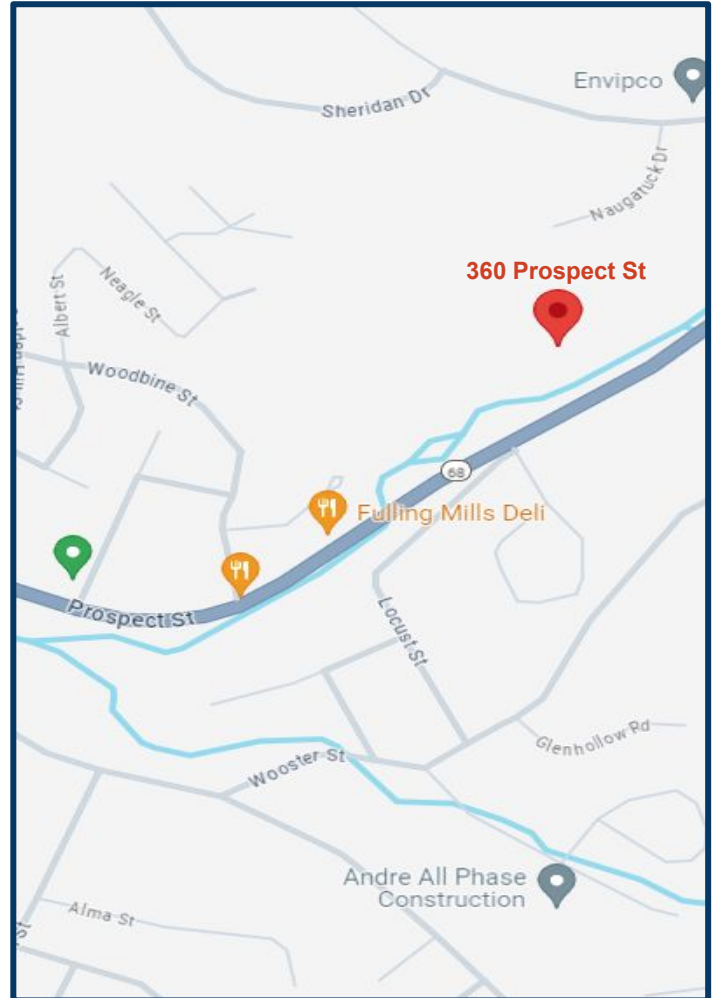 Envipco
Sheridan Dr
Naugatuck Dr
360 Prospect St
Albert St
Neagle St
Woodbine St
68
Fulling Mills Deli
Prospect St
Locust St
Glenhollow Rd
Wooster St
Andre All Phase
Construction
Alma St
St